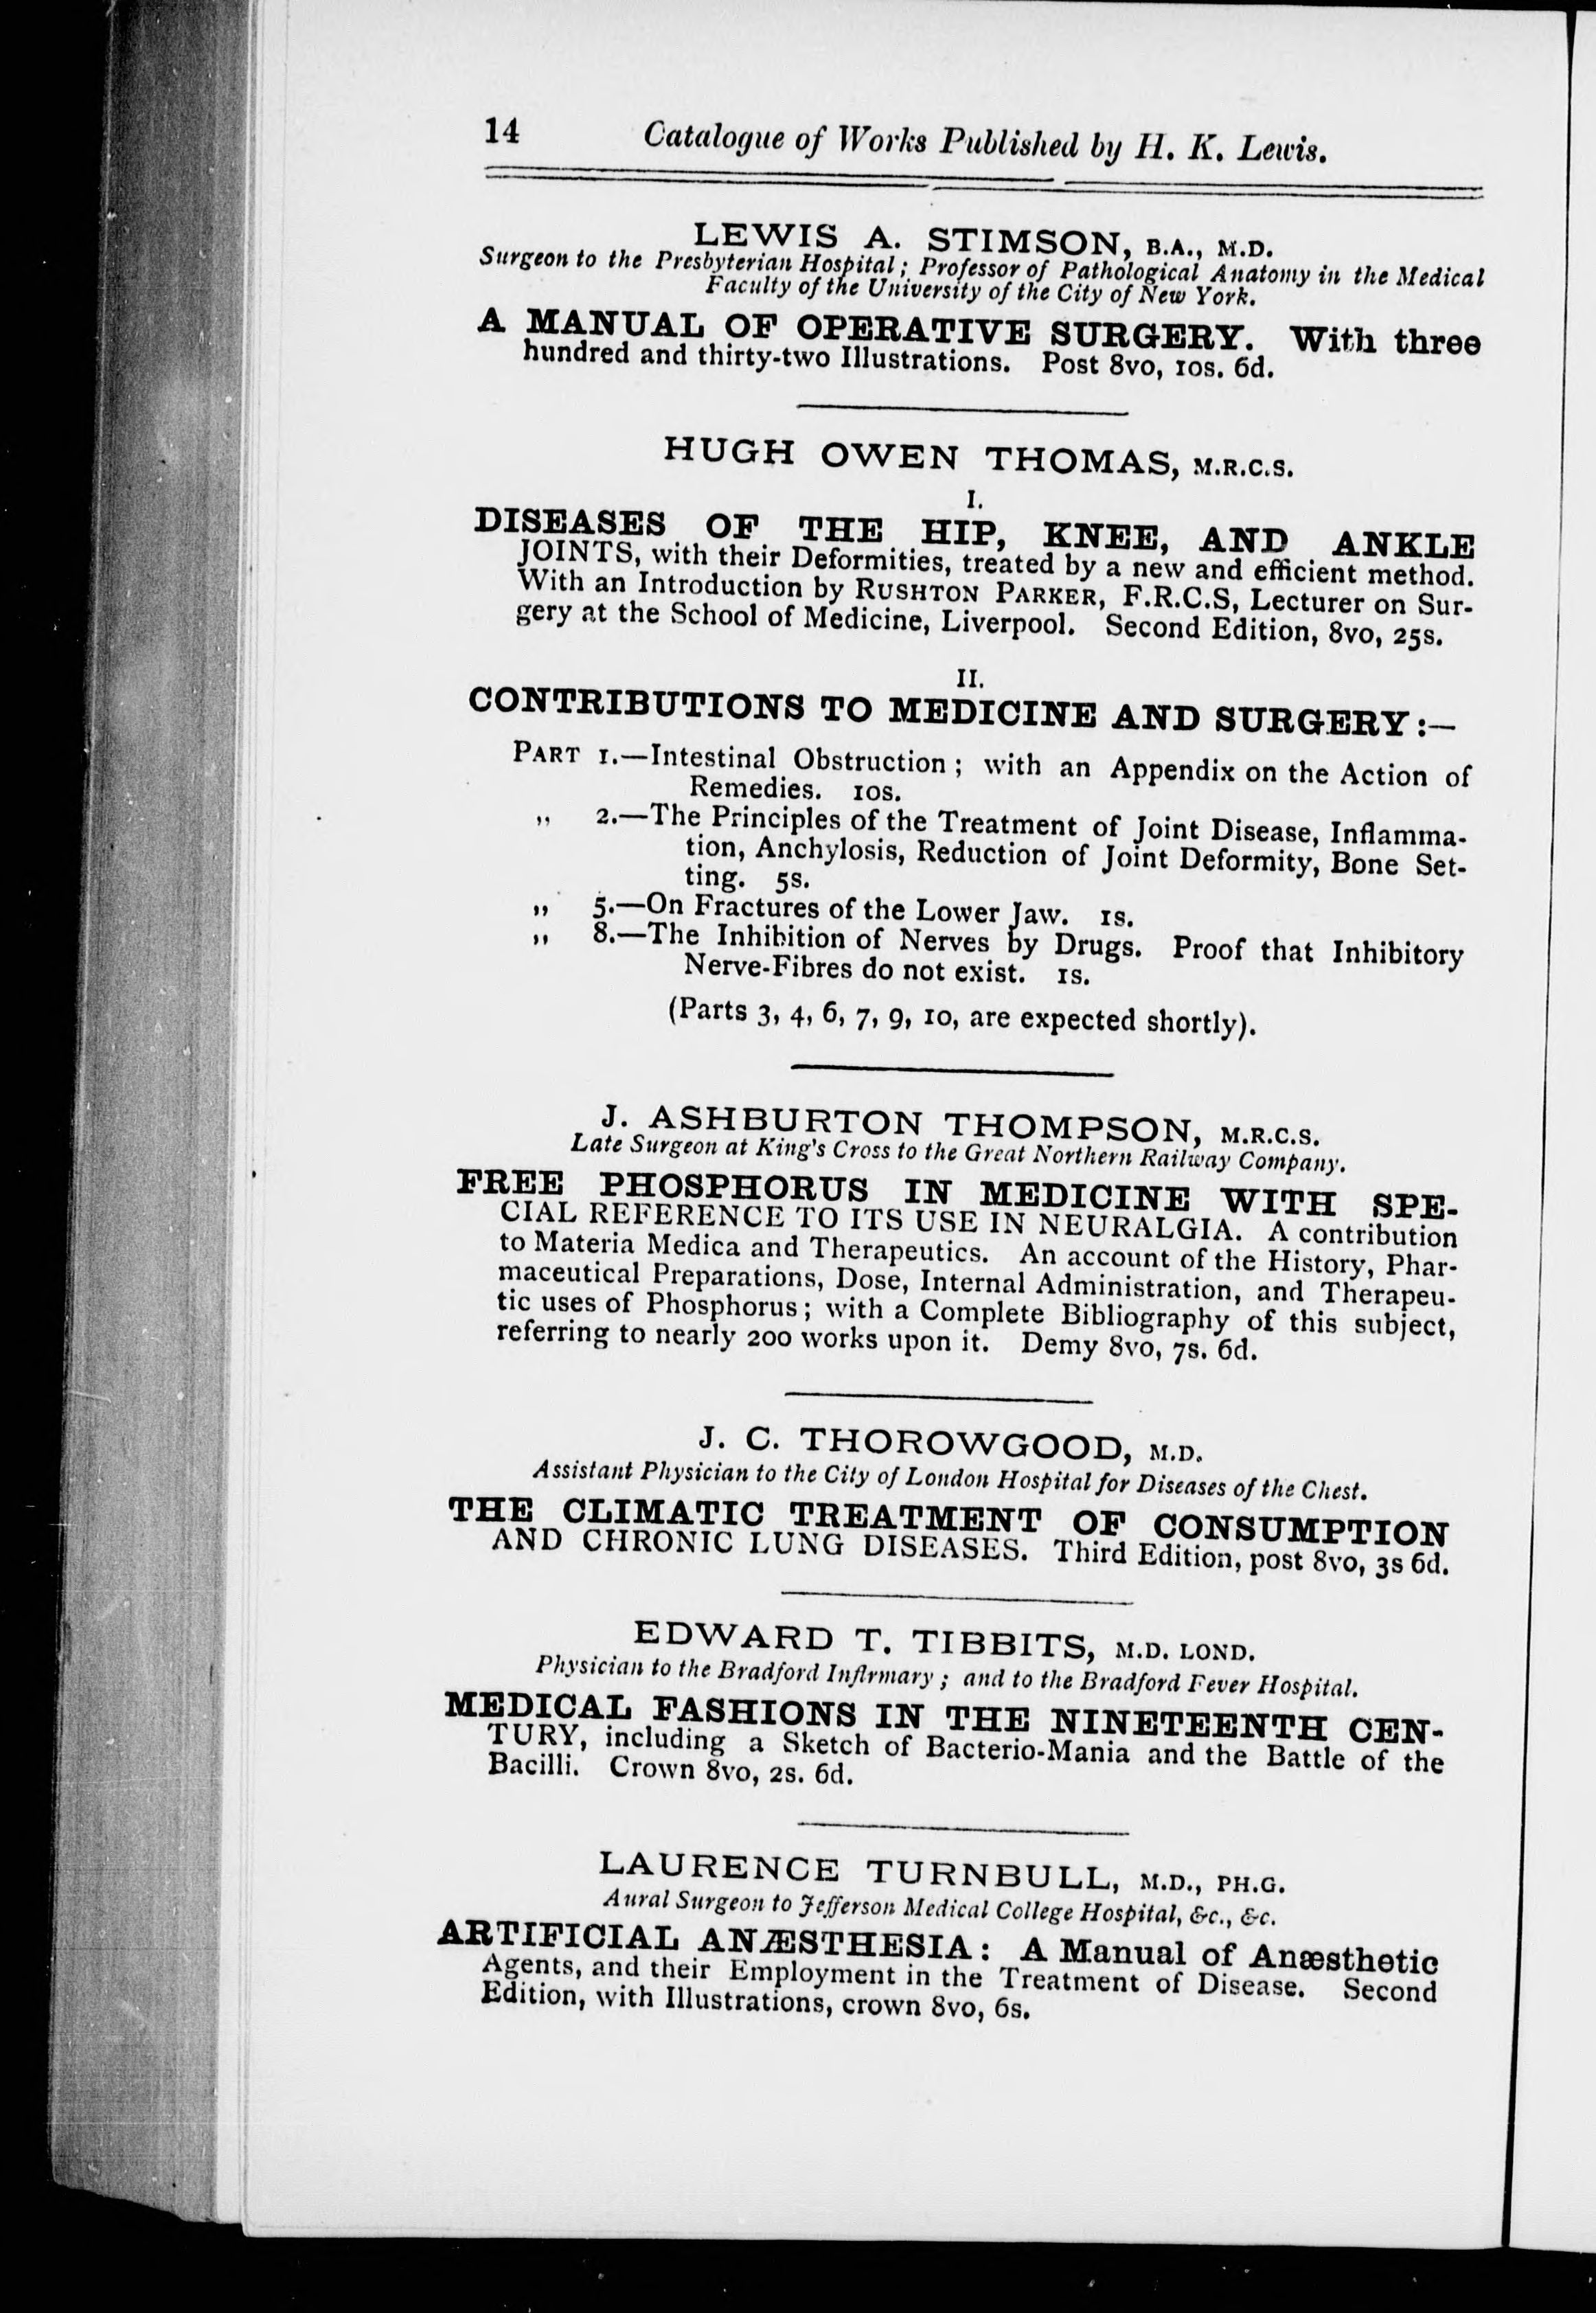 14 Catalogue of Works Published by H. K. Lewis.
LEWIS A. STIMSON, B.A., M.D.
Surgeon to the Presbyterian Hospital; Professor of Pathological Anatomy in the Medical
Faculty of the University of the City of New York.
A MANUAL OF OPERATIVE SURGERY. With three
hundred and thirty-two Illustrations. Post 8vo, 10s. 6d.
HUGH OWEN THOMAS, M.R.C.S.
I.
DISEASES OF THE HIP, KNEE, AND ANKLE
JOINTS, with their Deformities, treated by a new and efficient method.
With an Introduction by RUSHTON PARKER, F.R.C.S, Lecturer on Sur-
gery at the School of Medicine, Liverpool. Second Edition, 8vo, 25s.
II.
CONTRIBUTIONS TO MEDICINE AND SURGERY:—
PART 1.—Intestinal Obstruction; with an Appendix on the Action of
Remedies. 10s.
„ 2.—The Principles of the Treatment of Joint Disease, Inflamma-
tion, Anchylosis, Reduction of Joint Deformity, Bone Set-
ting. 5s.
„ 5.—On Fractures of the Lower Jaw. 1s.
„ 8.—The Inhibition of Nerves by Drugs. Proof that Inhibitory
Nerve-Fibres do not exist. 1s.
(Parts 3, 4, 6, 7, 9, 10, are expected shortly).
J. ASHBURTON THOMPSON, M.R.C.S.
Late Surgeon at King's Cross to the Great Northern Railway Company.
FREE PHOSPHORUS IN MEDICINE WITH SPE-
CIAL REFERENCE TO ITS USE IN NEURALGIA. A contribution
to Materia Medica and Therapeutics. An account of the History, Phar-
maceutical Preparations, Dose, Internal Administration, and Therapeu-
tic uses of Phosphorus; with a Complete Bibliography of this subject,
referring to nearly 200 works upon it. Demy 8vo, 7s. 6d.
J. C. THOROWGOOD, M.D.
Assistant Physician to the City of London Hospital for Diseases of the Chest.
THE CLIMATIC TREATMENT OF CONSUMPTION
AND CHRONIC LUNG DISEASES. Third Edition, post 8vo, 3s 6d.
EDWARD T. TIBBITS, M.D. LOND.
Physician to the Bradford Infirmary; and to the Bradford Fever Hospital.
MEDICAL FASHIONS IN THE NINETEENTH CEN-
TURY, including a Sketch of Bacterio-Mania and the Battle of the
Bacilli. Crown 8vo, 2s. 6d.
LAURENCE TURNBULL, M.D., PH.G.
Aural Surgeon to Jefferson Medical College Hospital, &c., &c.
ARTIFICIAL ANÆSTHESIA: A Manual of Anæsthetic
Agents, and their Employment in the Treatment of Disease. Second
Edition, with Illustrations, crown 8vo, 6s.